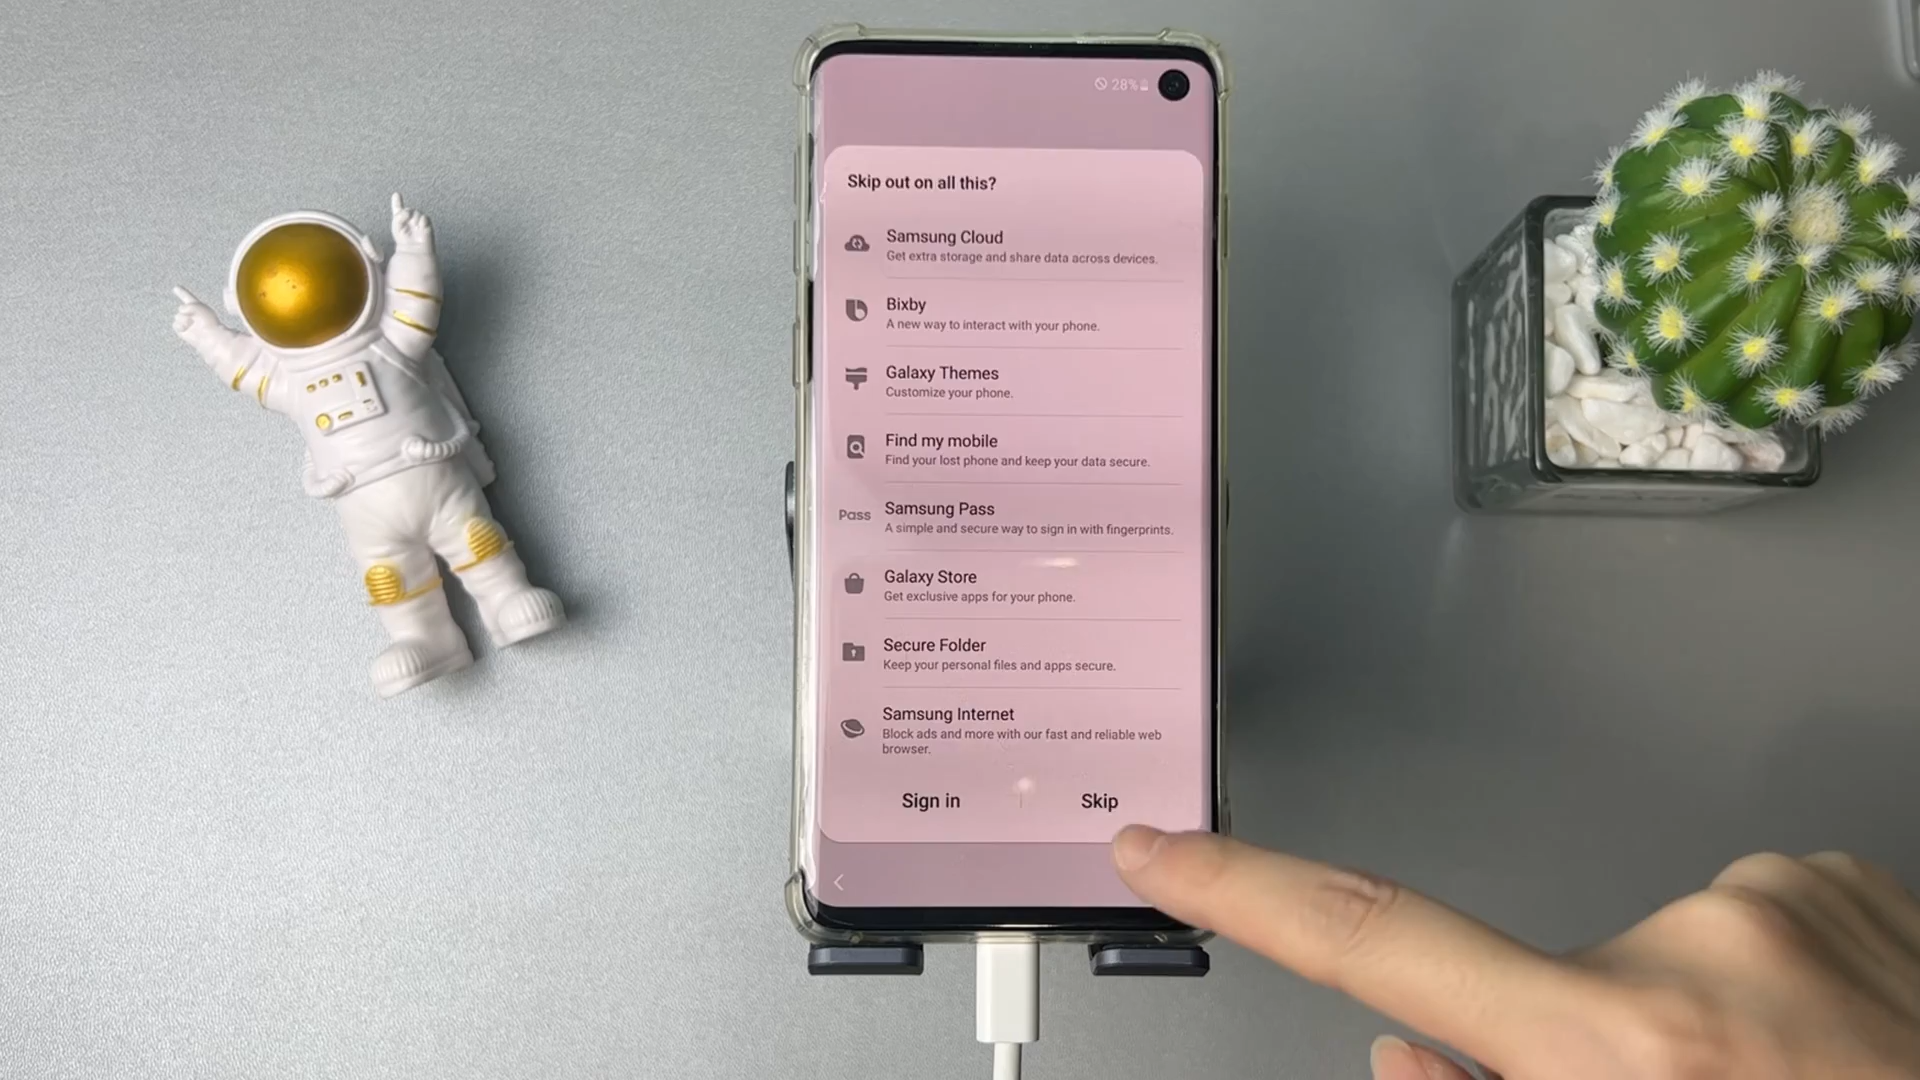 28%
Skip out on all this?
Samsung Cloud
Get extra storage and share data across devices.
Bixby
A new way to interact with your phone.
Galaxy Themes
Customize your phone.
Find my mobile
Find your lost phone and keep your data secure.
Pass
Samsung Pass
A simple and secure way to sign in with fingerprints.
Galaxy Store
Get exclusive apps for your phone.
Secure Folder
Keep your personal files and apps secure.
Samsung Internet
Block ads and more with our fast and reliable web
browser.
Sign in
Skip